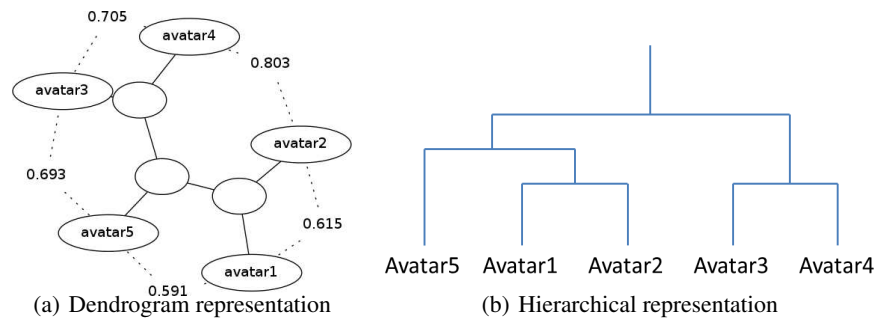 0.705
avatar4
0.803
avatar3
avatar2
0.693
avatar5
0.615
avatar1
0.591
(a) Dendrogram representation
Avatar5 Avatar1 Avatar2 Avatar3 Avatar4
(b) Hierarchical representation